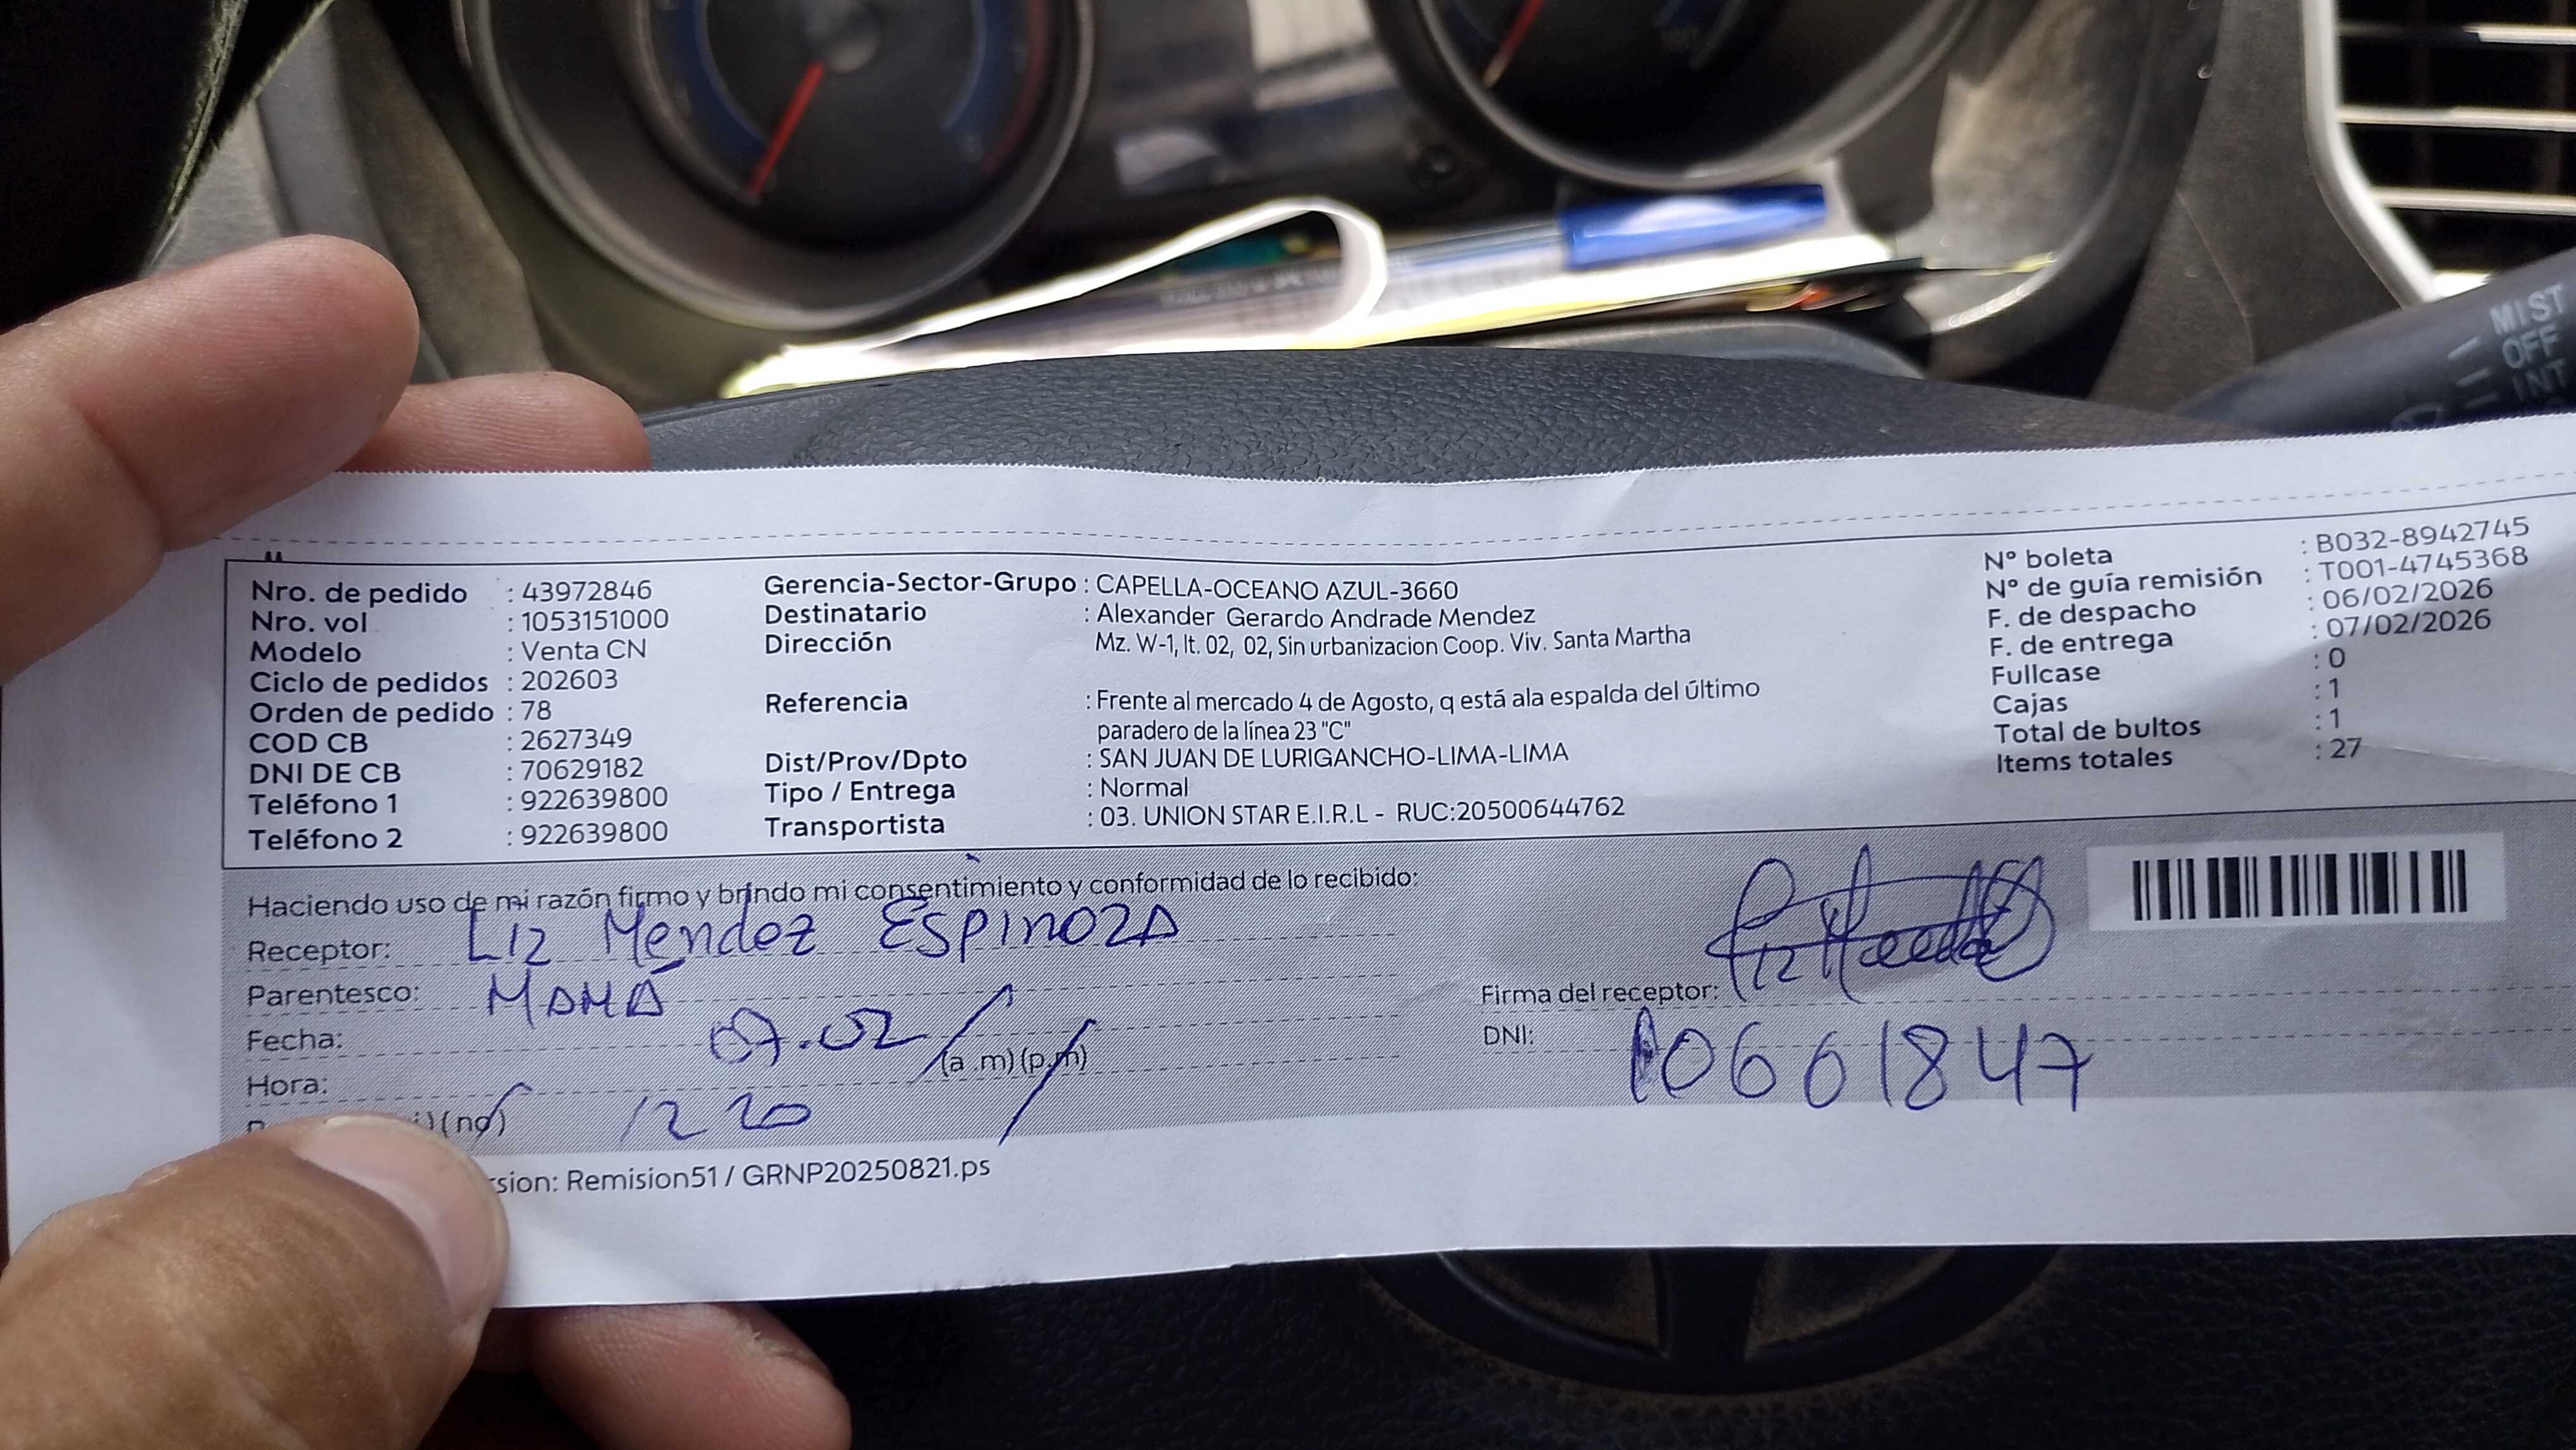 MIST
OFF
INT
Nro. de pedido : 43972846
Nro. vol : 1053151000
Modelo : Venta CN
Ciclo de pedidos : 202603
Orden de pedido : 78
COD CB : 2627349
DNI DE CB : 70629182
Teléfono 1 : 922639800
Teléfono 2 : 922639800
Gerencia-Sector-Grupo : CAPELLA-OCEANO AZUL-3660
Destinatario : Alexander Gerardo Andrade Mendez
Dirección Mz. W-1, lt. 02, 02, Sin urbanizacion Coop. Viv. Santa Martha
Referencia : Frente al mercado 4 de Agosto, q está ala espalda del último
paradero de la línea 23 "C"
Dist/Prov/Dpto : SAN JUAN DE LURIGANCHO-LIMA-LIMA
Tipo / Entrega : Normal
Transportista : 03. UNION STAR E.I.R.L - RUC:20500644762
N° boleta : B032-8942745
N° de guía remisión : T001-4745368
F. de despacho : 06/02/2026
F. de entrega : 07/02/2026
Fullcase : 0
Cajas : 1
Total de bultos : 1
Items totales : 27
Haciendo uso de mi razón firmo y brindo mi consentimiento y conformidad de lo recibido:
Receptor: LIZ Mendez ESPINOZA
Parentesco: MAMÁ
Fecha: 07.02
Hora: 12 20 (a .m) (p.m)
(no)
Firma del receptor:
DNI: 10601847
sion: Remision51 / GRNP20250821.ps